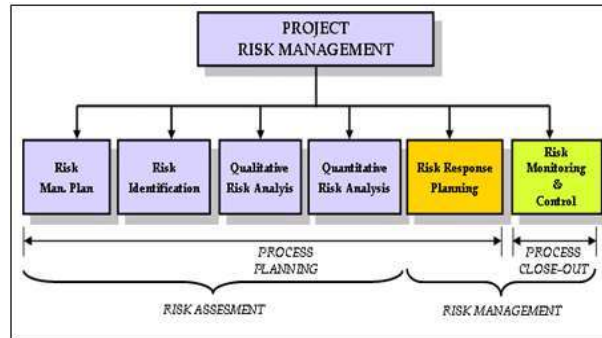 PROJECT
RISK MANAGEMENT
Risk
Man. Plan
Risk
Identification
Qualitative
Risk Analyis
Quantitative
Risk Analysis
Risk Response
Planning
Risk
Monitoring
&
Control
PROCESS
PLANNING
PROCESS
CLOSE-OUT
RISK ASSESMENT
RISK MANAGEMENT